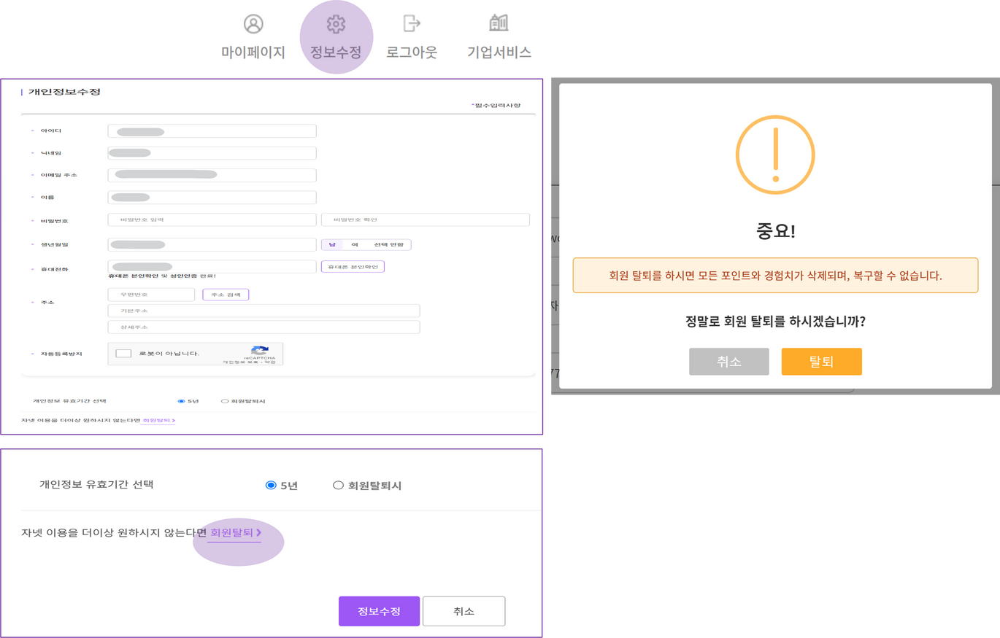 마이페이지
정보수정
로그아웃
기업서비스
개인정보수정
*필수입력사항
아이디
닉네임
이메일 주소
이름
비밀번호
비밀번호 입력
비밀번호 확인
생년월일
남
여
선택 안함
휴대전화
휴대폰 본인확인
휴대폰 본인확인 및 성인인증 완료!
주소
우편번호
주소 검색
기본주소
상세주소
자동등록방지
로봇이 아닙니다.
reCAPTCHA
개인정보 보호 - 약관
개인정보 유효기간 선택
5년
회원탈퇴시
자넷 이용을 더이상 원하시지 않는다면 회원탈퇴 >
중요!
회원 탈퇴를 하시면 모든 포인트와 경험치가 삭제되며, 복구할 수 없습니다.
정말로 회원 탈퇴를 하시겠습니까?
취소
탈퇴
자
77
개인정보 유효기간 선택
5년
회원탈퇴시
자넷 이용을 더이상 원하시지 않는다면 회원탈퇴 >
정보수정
취소